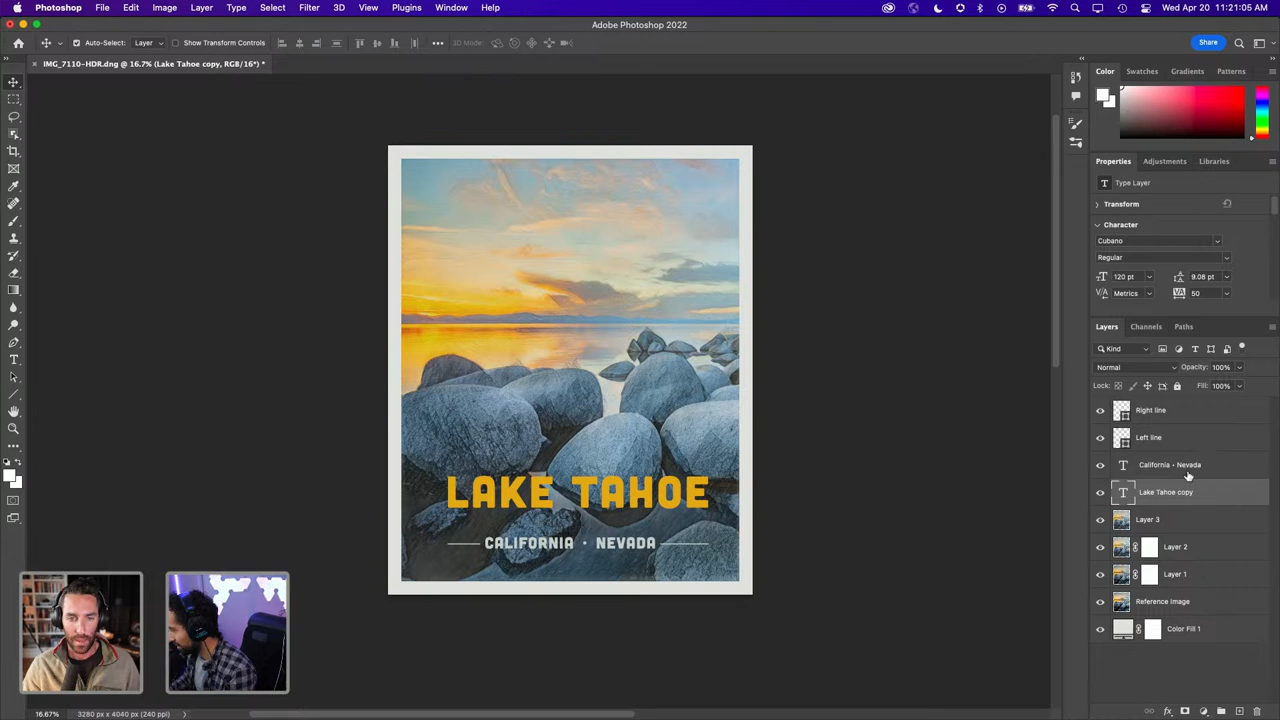 Photoshop File Edit Image Layer Type Select Filter 3D View Plugins Window Help Wed Apr 20 11:21:05 AM
Adobe Photoshop 2022
Auto-Select: Layer Show Transform Controls 3D Mode: Share
IMG_7110-HDR.dng @ 16.7% (Lake Tahoe copy, RGB/16*) *
Color Swatches Gradients Patterns
Properties Adjustments Libraries
T Type Layer
Transform
Character
Cubano
Regular
120 pt 9.08 pt
Metrics 50
Layers Channels Paths
Kind
Normal Opacity: 100%
Lock: Fill: 100%
Right line
Left line
California • Nevada
Lake Tahoe copy
Layer 3
Layer 2
Layer 1
Reference Image
Color Fill 1
LAKE TAHOE
CALIFORNIA • NEVADA
16.67% 3280 px x 4040 px (240 ppi)